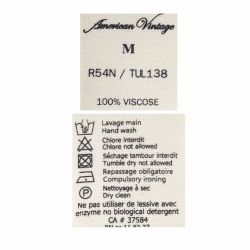 American Vintage
M
R54N / TUL138
100% VISCOSE
Lavage main
Hand wash
Chlore interdit
Chlore not allowed
Séchage tambour interdit
Tumble dry not allowed
Repassage obligatoire
Compulsory ironing
Nettoyage à sec
Dry clean
Ne pas utiliser de lessive avec
enzyme no biological detergent
CA # 37584